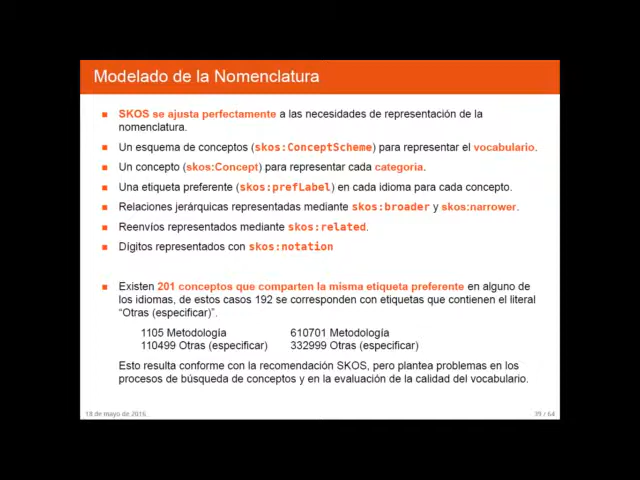 Modelado de la Nomenclatura
SKOS se ajusta perfectamente a las necesidades de representación de la
nomenclatura.
Un esquema de conceptos (skos:ConceptScheme) para representar el vocabulario.
Un concepto (skos:Concept) para representar cada categoria.
Una etiqueta preferente (skos:prefLabel) en cada idioma para cada concepto.
Relaciones jerárquicas representadas mediante skos:broader y skos:narrower.
Reenvíos representados mediante skos:related.
Dígitos representados con skos:notation
Existen 201 conceptos que comparten la misma etiqueta preferente en alguno de
los idiomas, de estos casos 192 se corresponden con etiquetas que contienen el literal
“Otras (especificar)”.
1105 Metodología 610701 Metodología
110499 Otras (especificar) 332999 Otras (especificar)
Esto resulta conforme con la recomendación SKOS, pero plantea problemas en los
procesos de búsqueda de conceptos y en la evaluación de la calidad del vocabulario.
18 de mayo de 2016 39 / 64